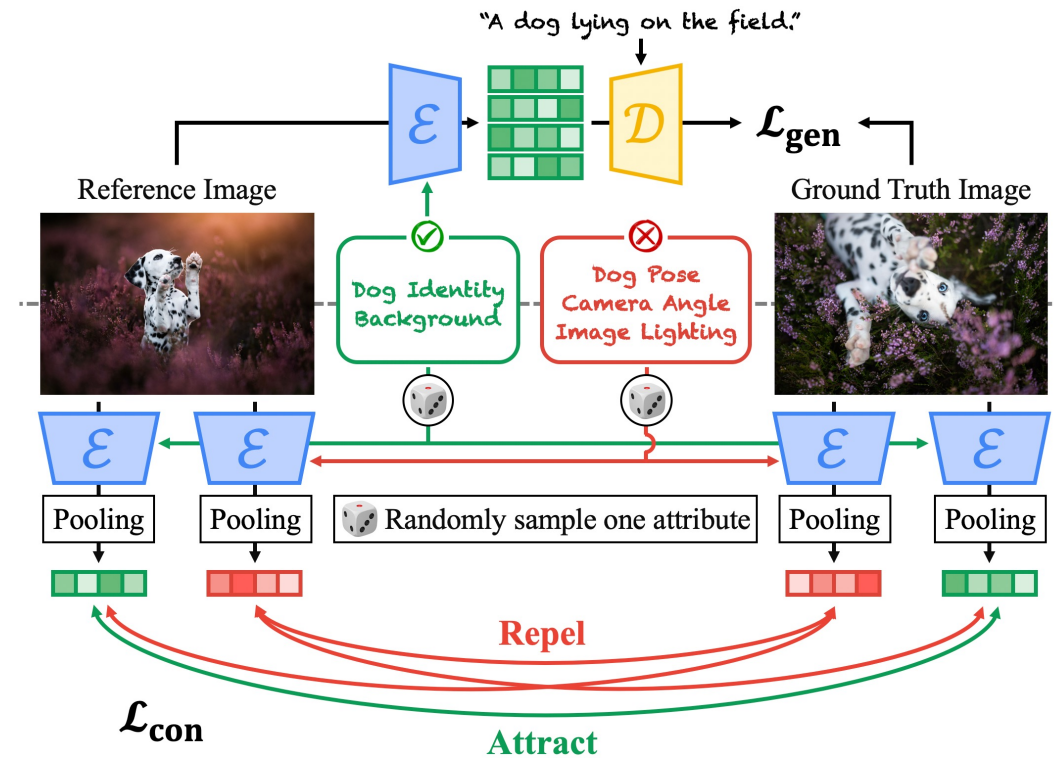 “A dog lying on the field.”
ℰ
𝒟
ℒgen
Reference Image
Ground Truth Image
Dog Identity
Background
Dog Pose
Camera Angle
Image Lighting
ℰ
ℰ
ℰ
ℰ
Pooling
Pooling
Randomly sample one attribute
Pooling
Pooling
Repel
ℒcon
Attract